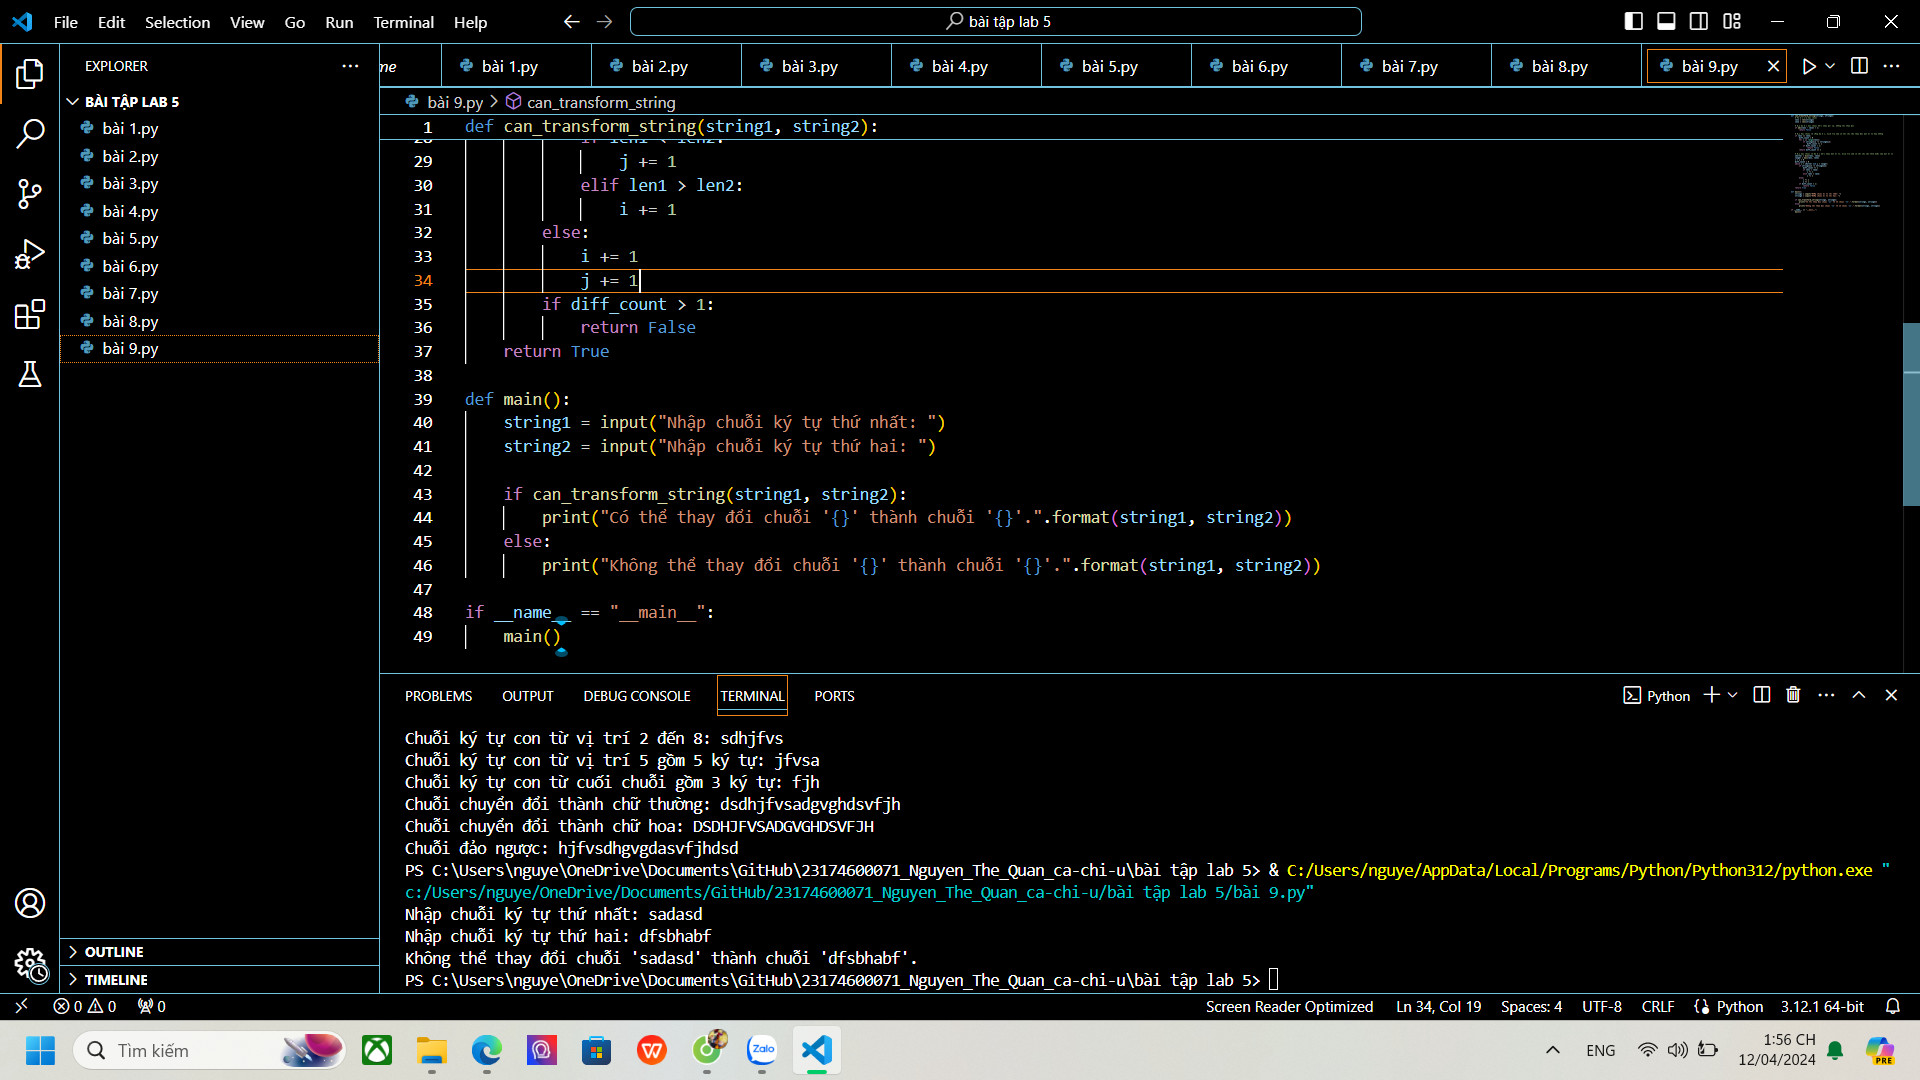 File Edit Selection View Go Run Terminal Help
bài tập lab 5
EXPLORER
me bài 1.py bài 2.py bài 3.py bài 4.py bài 5.py bài 6.py bài 7.py bài 8.py bài 9.py
BÀI TẬP LAB 5
bài 1.py
bài 2.py
bài 3.py
bài 4.py
bài 5.py
bài 6.py
bài 7.py
bài 8.py
bài 9.py
OUTLINE
TIMELINE
bài 9.py > can_transform_string
1 def can_transform_string(string1, string2):
28 if len1 < len2:
29 j += 1
30 elif len1 > len2:
31 i += 1
32 else:
33 i += 1
34 j += 1
35 if diff_count > 1:
36 return False
37 return True
38
39 def main():
40 string1 = input("Nhập chuỗi ký tự thứ nhất: ")
41 string2 = input("Nhập chuỗi ký tự thứ hai: ")
42
43 if can_transform_string(string1, string2):
44 print("Có thể thay đổi chuỗi '{}' thành chuỗi '{}'.".format(string1, string2))
45 else:
46 print("Không thể thay đổi chuỗi '{}' thành chuỗi '{}'.".format(string1, string2))
47
48 if __name__ == "__main__":
49 main()
PROBLEMS OUTPUT DEBUG CONSOLE TERMINAL PORTS
Python
Chuỗi ký tự con từ vị trí 2 đến 8: sdhjfvs
Chuỗi ký tự con từ vị trí 5 gồm 5 ký tự: jfvsa
Chuỗi ký tự con từ cuối chuỗi gồm 3 ký tự: fjh
Chuỗi chuyển đổi thành chữ thường: dsdhjfvsadgvghdsvfjh
Chuỗi chuyển đổi thành chữ hoa: DSDHJFVSADGVGHDSVFJH
Chuỗi đảo ngược: hjfvsdhgvgdasvfjhdsd
PS C:\Users\nguye\OneDrive\Documents\GitHub\23174600071_Nguyen_The_Quan_ca-chi-u\bài tập lab 5> & C:/Users/nguye/AppData/Local/Programs/Python/Python312/python.exe "
c:/Users/nguye/OneDrive/Documents/GitHub/23174600071_Nguyen_The_Quan_ca-chi-u/bài tập lab 5/bài 9.py"
Nhập chuỗi ký tự thứ nhất: sadasd
Nhập chuỗi ký tự thứ hai: dfsbhabf
Không thể thay đổi chuỗi 'sadasd' thành chuỗi 'dfsbhabf'.
PS C:\Users\nguye\OneDrive\Documents\GitHub\23174600071_Nguyen_The_Quan_ca-chi-u\bài tập lab 5>
0 0 0 Screen Reader Optimized Ln 34, Col 19 Spaces: 4 UTF-8 CRLF Python 3.12.1 64-bit
Tìm kiếm Zalo ENG 1:56 CH PRE
12/04/2024